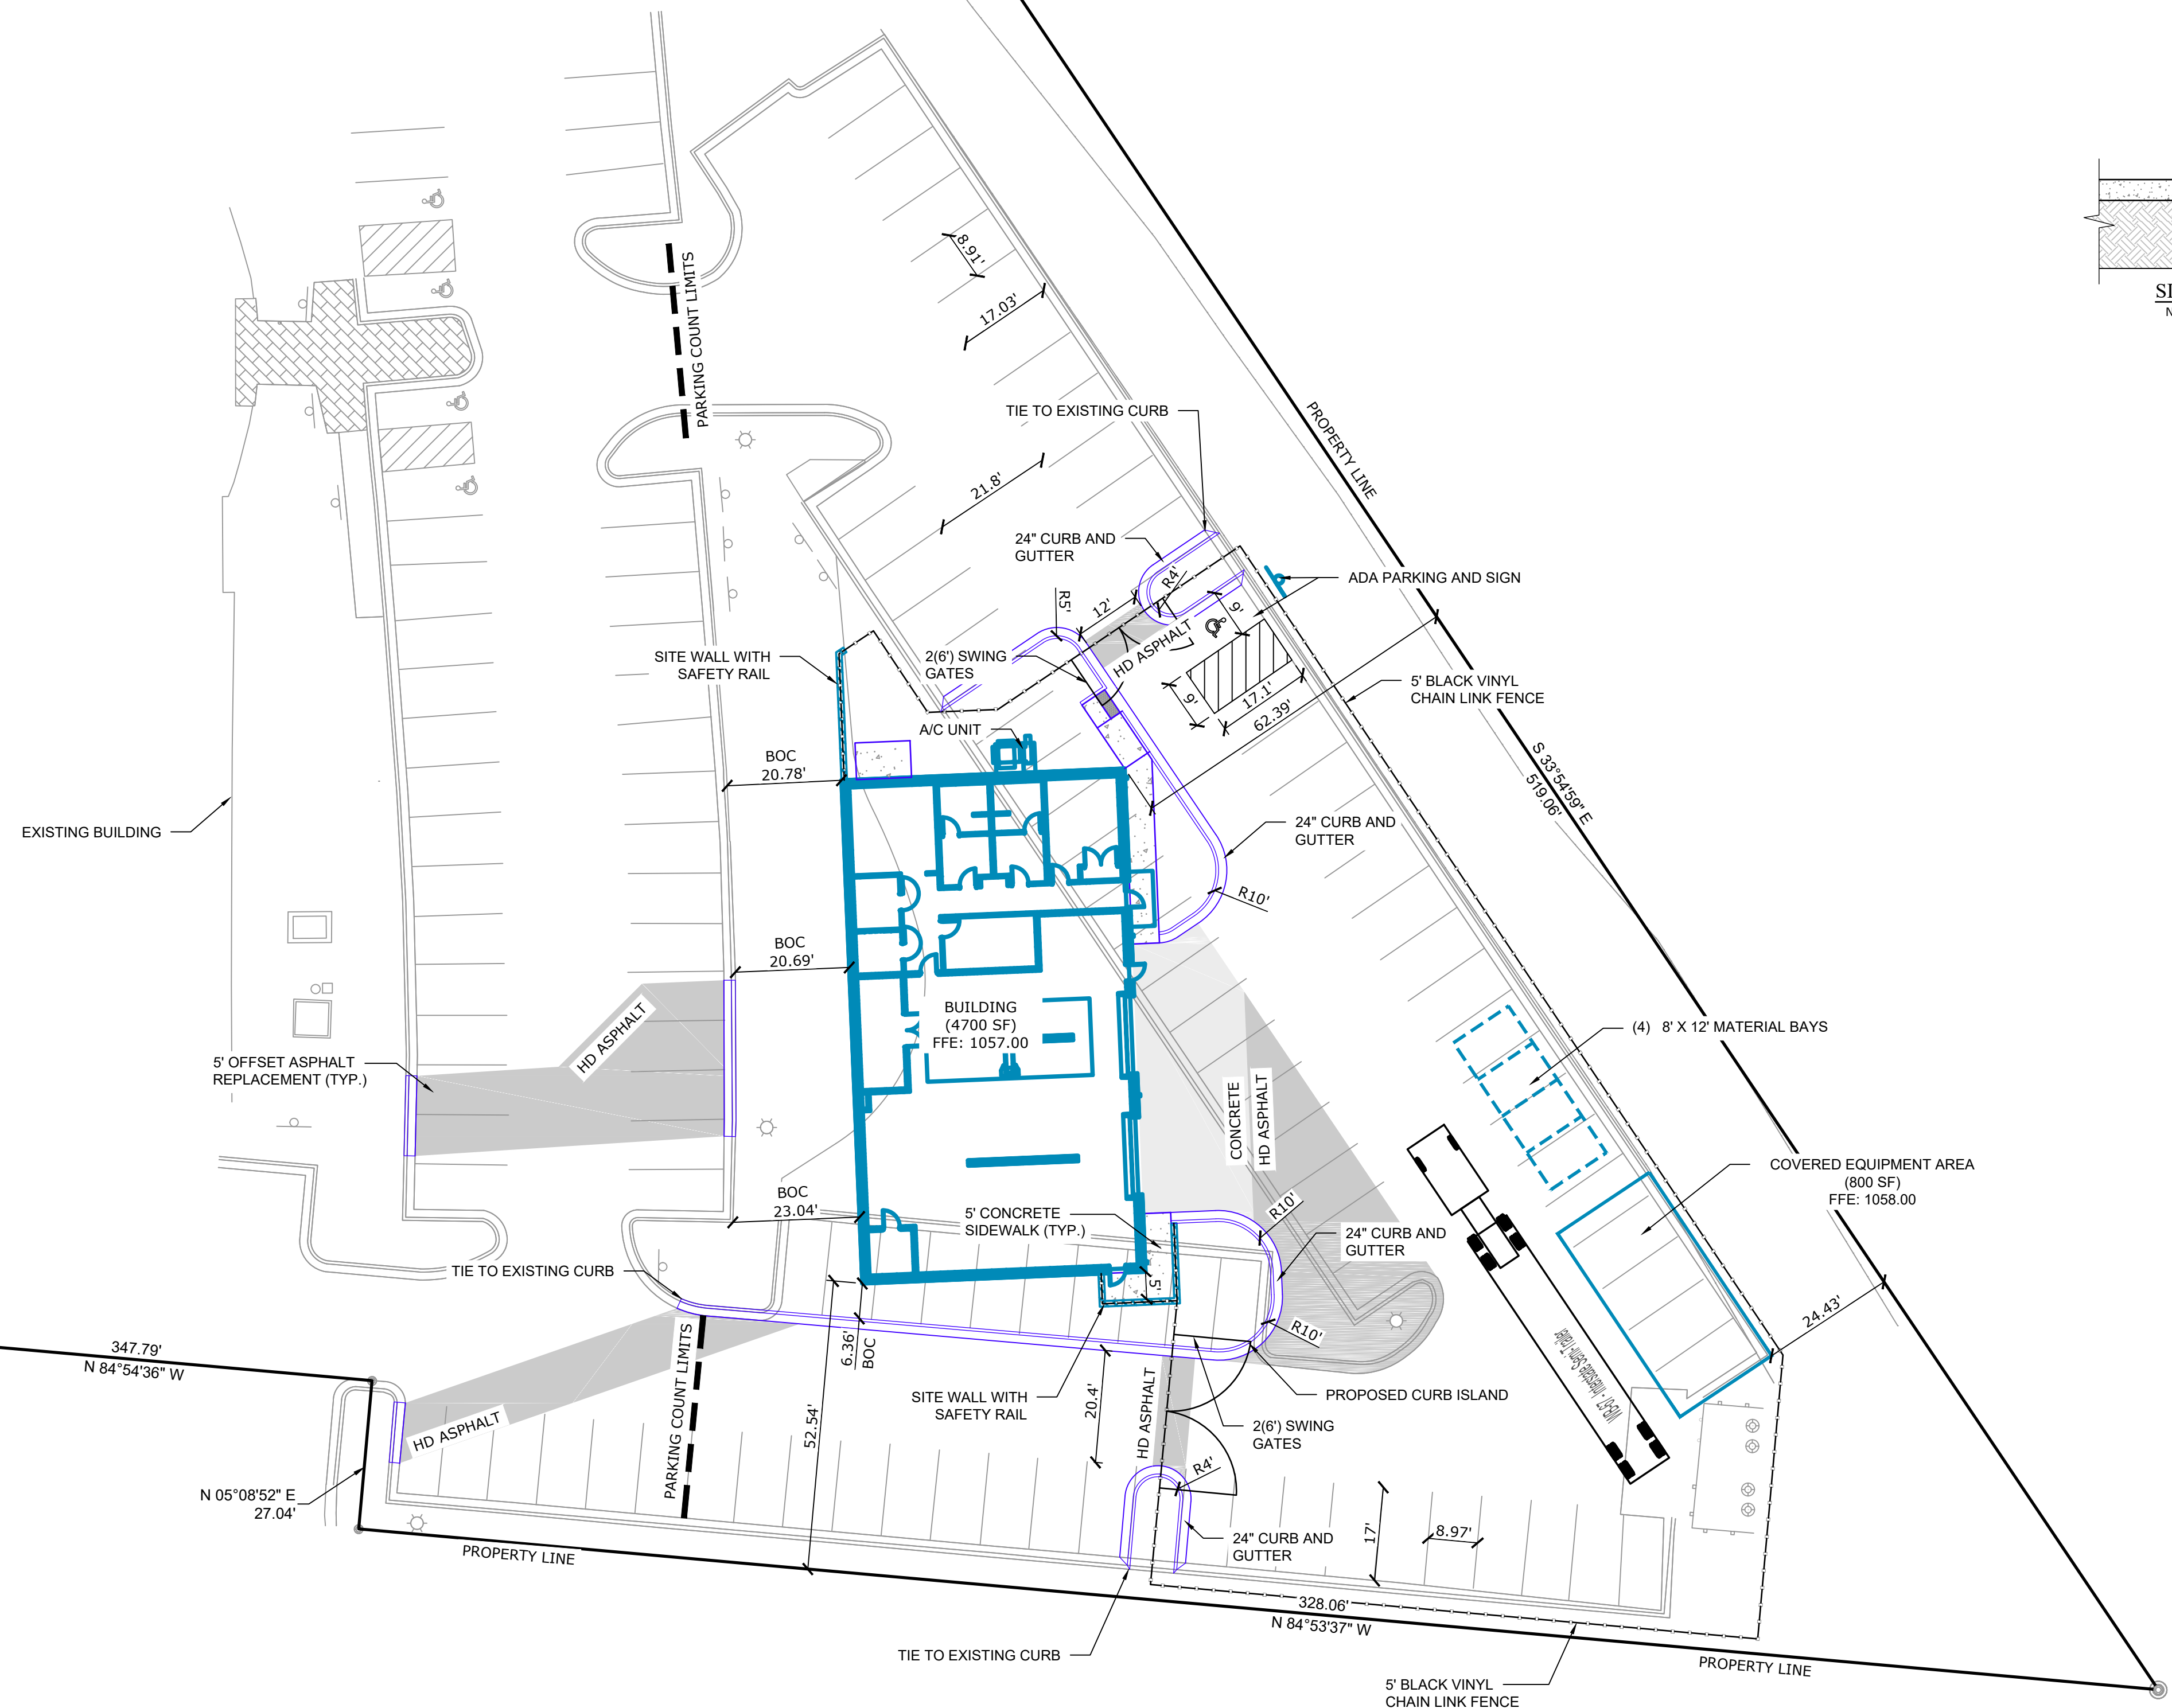 PARKING COUNT LIMITS
8.91'
17.03'
SI
N
TIE TO EXISTING CURB
PROPERTY LINE
21.8'
24" CURB AND
GUTTER
R4'
ADA PARKING AND SIGN
R5'
12'
9'
HD ASPHALT
SITE WALL WITH
SAFETY RAIL
2(6') SWING
GATES
5' BLACK VINYL
CHAIN LINK FENCE
9'
17.1'
62.39'
A/C UNIT
BOC
20.78'
S 33°54'59" E
519.06'
EXISTING BUILDING
24" CURB AND
GUTTER
R10'
BOC
20.69'
BUILDING
(4700 SF)
FFE: 1057.00
HD ASPHALT
(4) 8' X 12' MATERIAL BAYS
5' OFFSET ASPHALT
REPLACEMENT (TYP.)
CONCRETE
HD ASPHALT
COVERED EQUIPMENT AREA
(800 SF)
FFE: 1058.00
BOC
23.04'
5' CONCRETE
SIDEWALK (TYP.)
R10'
24" CURB AND
GUTTER
TIE TO EXISTING CURB
5'
24.43'
347.79'
N 84°54'36" W
6.36'
BOC
R10'
WB-67 - Interstate Semi-Trailer
PARKING COUNT LIMITS
SITE WALL WITH
SAFETY RAIL
20.4'
HD ASPHALT
PROPOSED CURB ISLAND
52.54'
HD ASPHALT
2(6') SWING
GATES
R4'
N 05°08'52" E
27.04'
17'
8.97'
24" CURB AND
GUTTER
PROPERTY LINE
328.06'
N 84°53'37" W
TIE TO EXISTING CURB
PROPERTY LINE
5' BLACK VINYL
CHAIN LINK FENCE